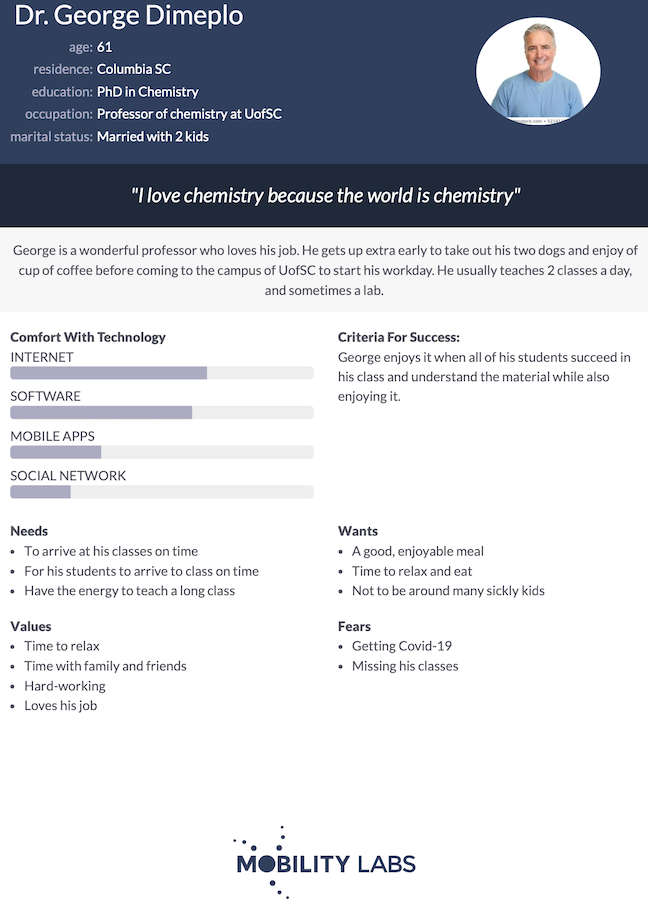 Dr. George Dimeplo
age: 61
residence: Columbia SC
education: PhD in Chemistry
occupation: Professor of chemistry at UofSC
marital status: Married with 2 kids
"I love chemistry because the world is chemistry"
George is a wonderful professor who loves his job. He gets up extra early to take out his two dogs and enjoy of
cup of coffee before coming to the campus of UofSC to start his workday. He usually teaches 2 classes a day,
and sometimes a lab.
Comfort With Technology
INTERNET
SOFTWARE
MOBILE APPS
SOCIAL NETWORK
Criteria For Success:
George enjoys it when all of his students succeed in
his class and understand the material while also
enjoying it.
Needs
• To arrive at his classes on time
• For his students to arrive to class on time
• Have the energy to teach a long class
Wants
• A good, enjoyable meal
• Time to relax and eat
• Not to be around many sickly kids
Values
• Time to relax
• Time with family and friends
• Hard-working
• Loves his job
Fears
• Getting Covid-19
• Missing his classes
MOBILITY LABS